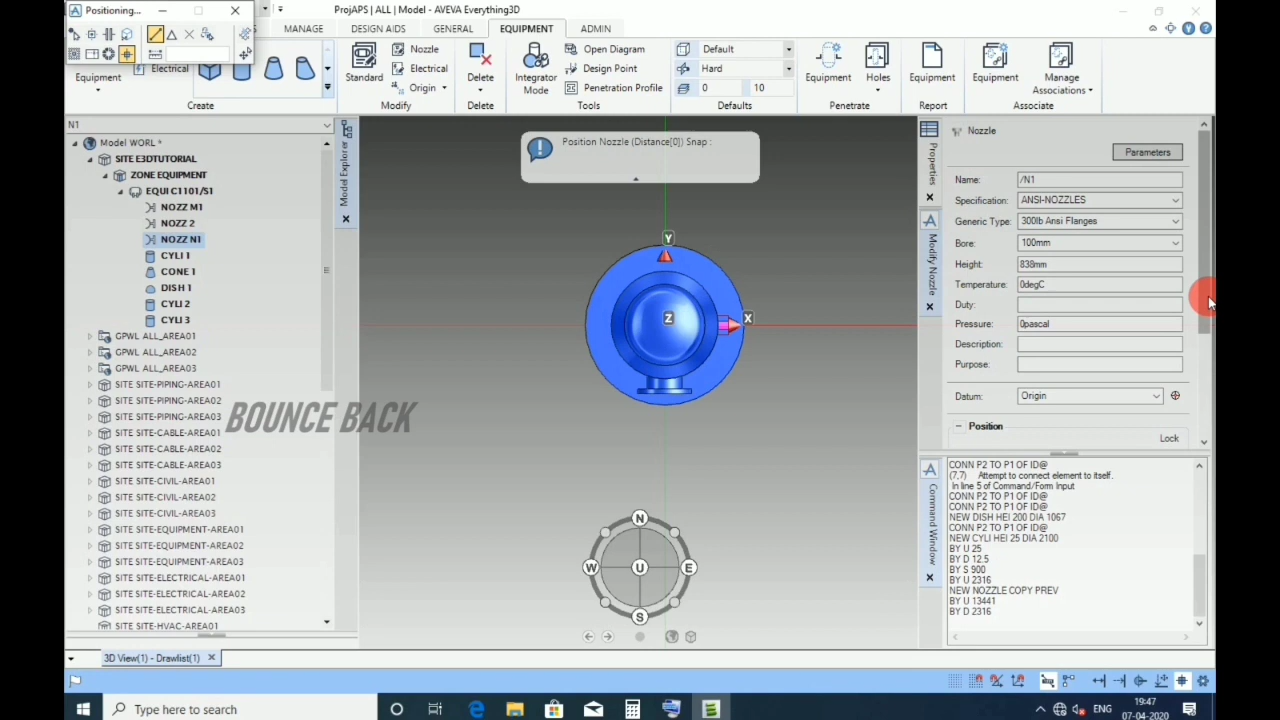 Positioning...
ProjAPS | ALL | Model - AVEVA Everything3D
MANAGE
DESIGN AIDS
GENERAL
EQUIPMENT
ADMIN
Equipment
Electrical
Create
Standard
Nozzle
Electrical
Origin
Modify
Delete
Delete
Integrator Mode
Open Diagram
Design Point
Penetration Profile
Tools
Default
Hard
0
10
Defaults
Equipment
Holes
Penetrate
Equipment
Report
Equipment
Manage Associations
Associate
N1
Model WORL *
SITE E3DTUTORIAL
ZONE EQUIPMENT
EQUI C1101/S1
NOZZ M1
NOZZ 2
NOZZ N1
CYLI 1
CONE 1
DISH 1
CYLI 2
CYLI 3
GPWL ALL_AREA01
GPWL ALL_AREA02
GPWL ALL_AREA03
SITE SITE-PIPING-AREA01
SITE SITE-PIPING-AREA02
SITE SITE-PIPING-AREA03
SITE SITE-CABLE-AREA01
SITE SITE-CABLE-AREA02
SITE SITE-CABLE-AREA03
SITE SITE-CIVIL-AREA01
SITE SITE-CIVIL-AREA02
SITE SITE-CIVIL-AREA03
SITE SITE-EQUIPMENT-AREA01
SITE SITE-EQUIPMENT-AREA02
SITE SITE-EQUIPMENT-AREA03
SITE SITE-ELECTRICAL-AREA01
SITE SITE-ELECTRICAL-AREA02
SITE SITE-ELECTRICAL-AREA03
SITE SITE-HVAC-AREA01
Model Explorer
BOUNCE BACK
Position Nozzle (Distance[0]) Snap :
Y
Z
X
N
W
U
E
S
Properties
Modify Nozzle
Nozzle
Parameters
Name: /N1
Specification: ANSI-NOZZLES
Generic Type: 300lb Ansi Flanges
Bore: 100mm
Height: 838mm
Temperature: 0degC
Duty:
Pressure: 0pascal
Description:
Purpose:
Datum: Origin
Position
Lock
Command Window
CONN P2 TO P1 OF ID@
(7,7) Attempt to connect element to itself.
In line 5 of Command/Form Input
CONN P2 TO P1 OF ID@
CONN P2 TO P1 OF ID@
NEW DISH HEI 200 DIA 1067
CONN P2 TO P1 OF ID@
NEW CYLI HEI 25 DIA 2100
BY U 25
BY D 12.5
BY S 900
BY U 2316
NEW NOZZLE COPY PREV
BY U 13441
BY D 2316
3D View(1) - Drawlist(1)
Type here to search
ENG
19:47
07-04-2020